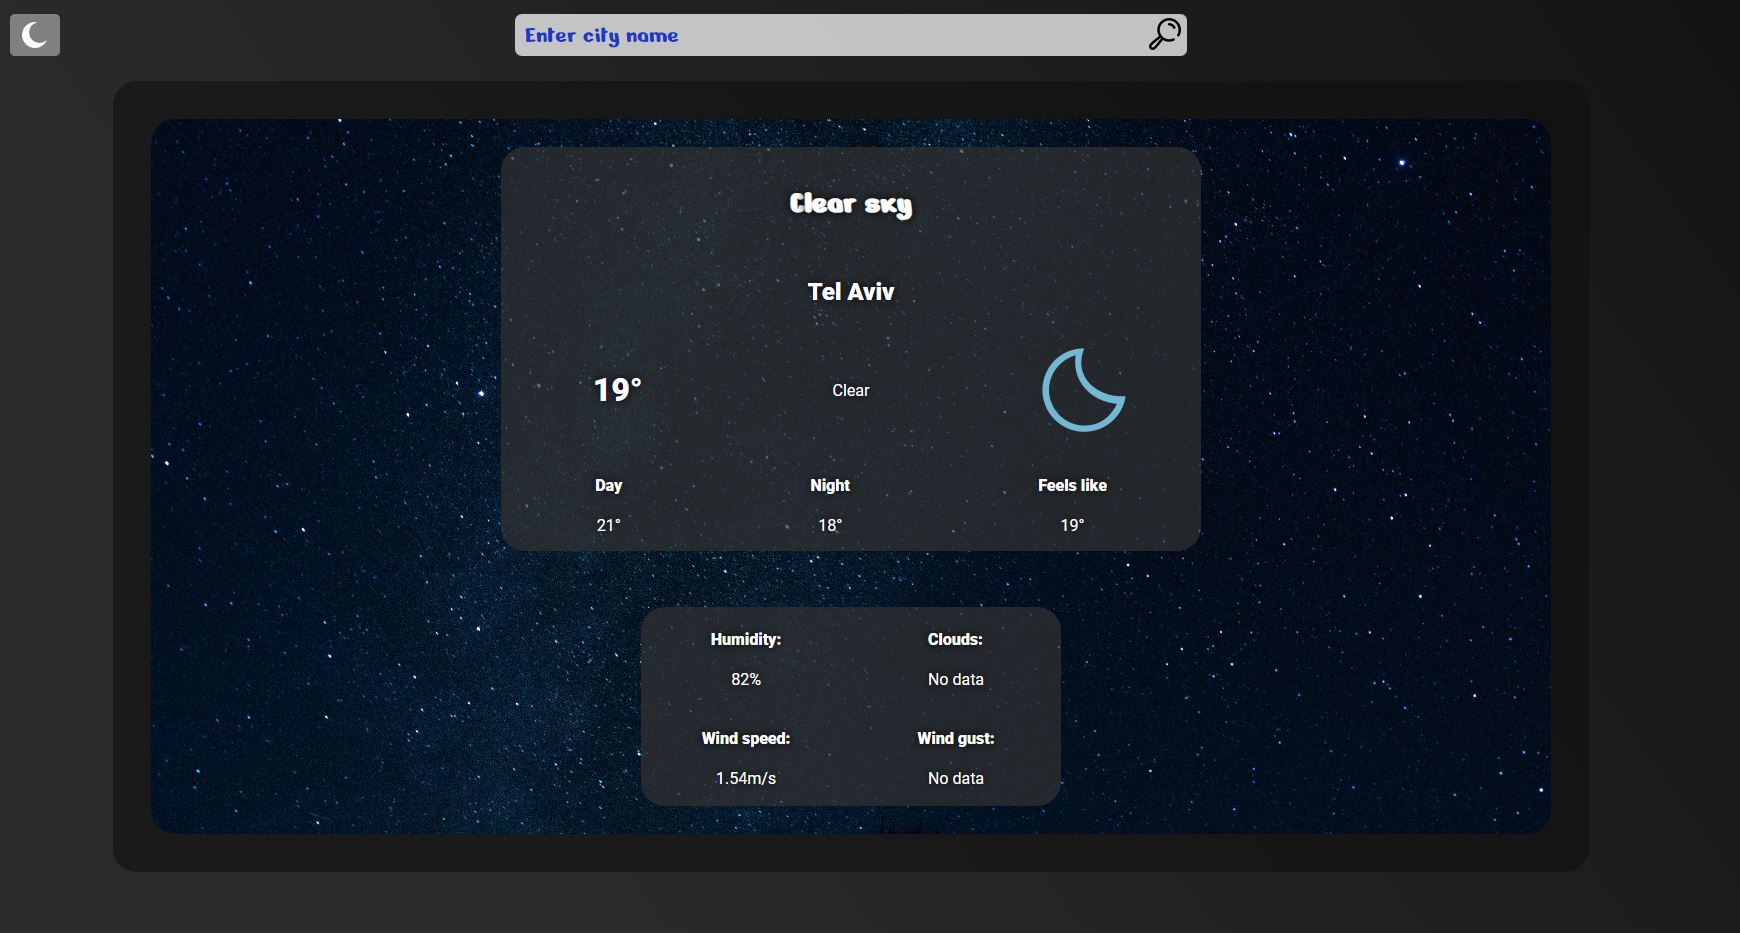 Enter city name
Clear sky
Tel Aviv
19° Clear
Day Night Feels like
21° 18° 19°
Humidity: Clouds:
82% No data
Wind speed: Wind gust:
1.54m/s No data